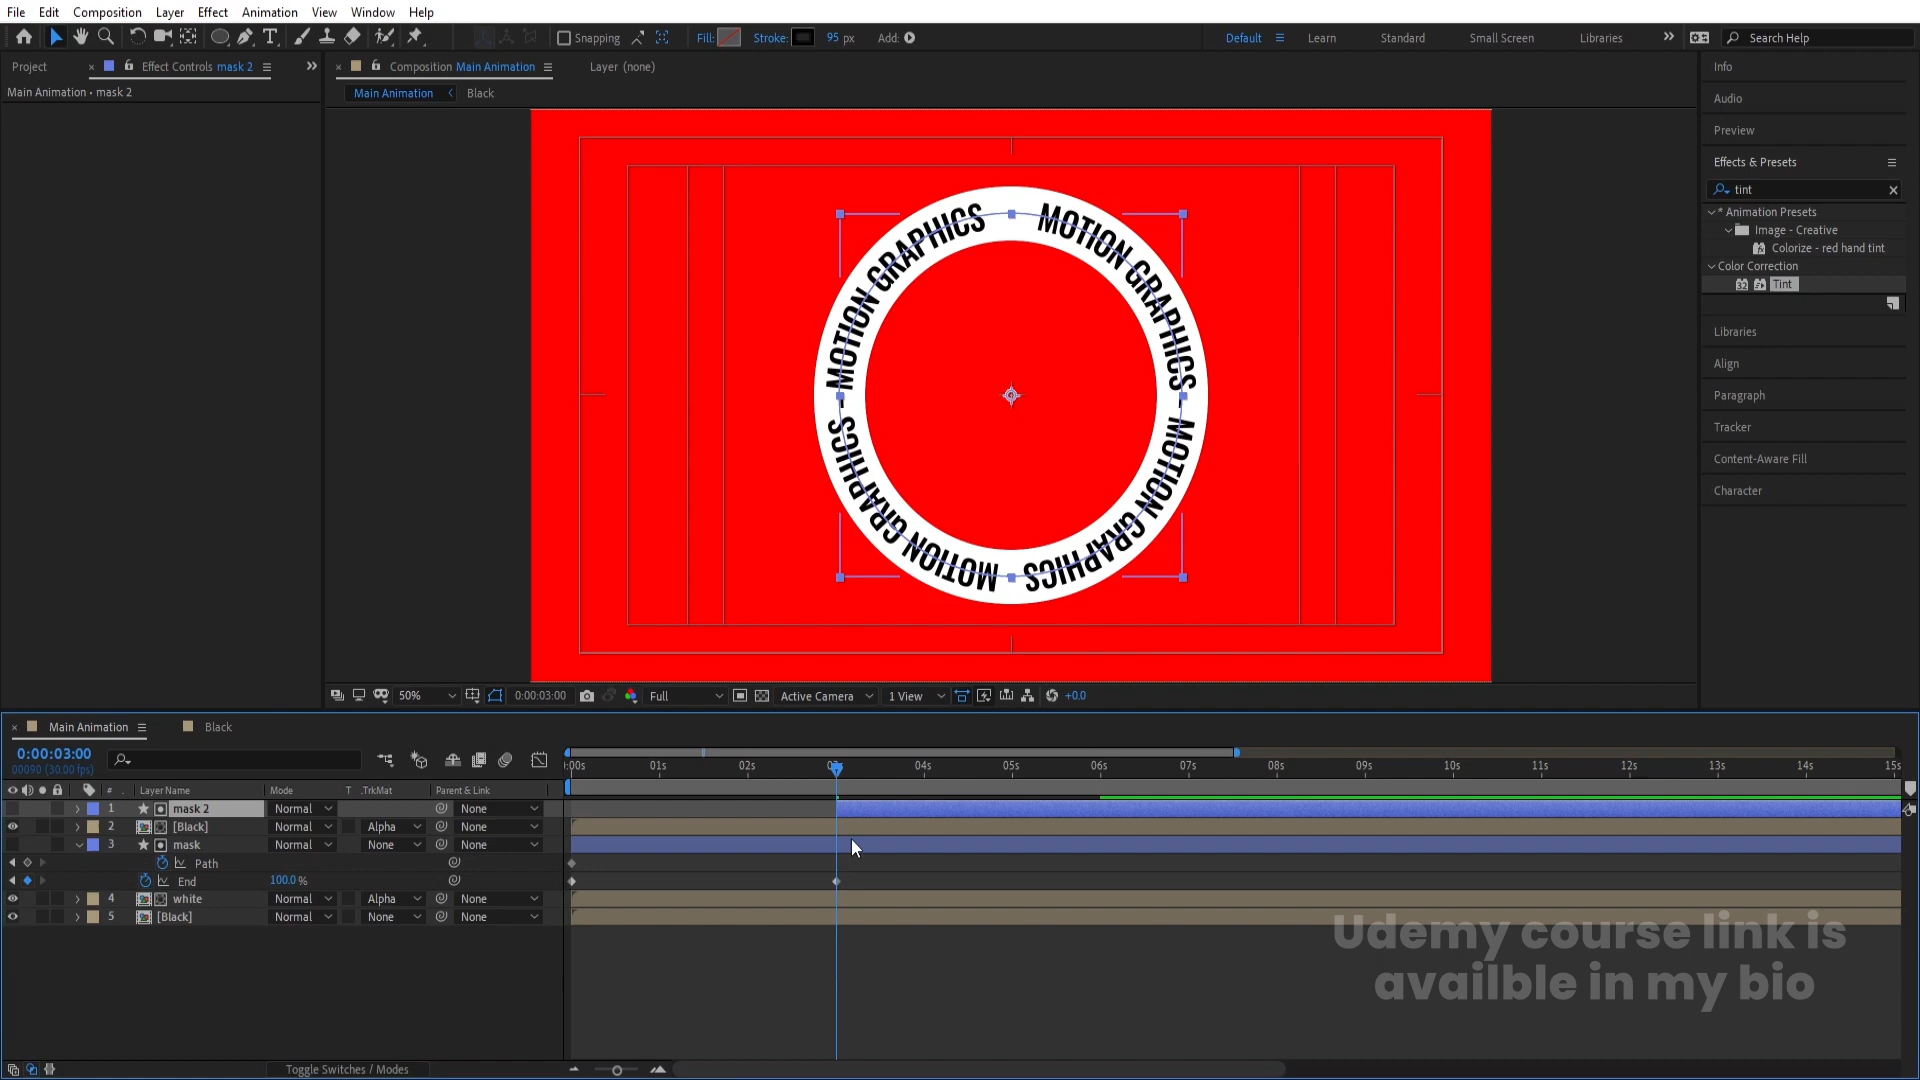 File Edit Composition Layer Effect Animation View Window Help
Snapping Fill: Stroke: 95 px Add: Default Learn Standard Small Screen Libraries Search Help
Project Effect Controls mask 2 Composition Main Animation Layer (none) Info
Main Animation • mask 2 Main Animation Black
Audio
Preview
Effects & Presets
tint
* Animation Presets
Image - Creative
Colorize - red hand tint
Color Correction
32 Tint
Libraries
Align
Paragraph
Tracker
Content-Aware Fill
Character
MOTION GRAPHICS
MOTION GRAPHICS -
MOTION GRAPHICS
MOTION GRAPHICS -
50% 0:00:03:00 Full Active Camera 1 View +0.0
Main Animation Black
0:00:03:00
00090 (30.00 fps)
:00s 01s 02s 04s 05s 06s 07s 08s 09s 10s 11s 12s 13s 14s 15s
# Layer Name Mode T .TrkMat Parent & Link
1 mask 2 Normal None
2 [Black] Normal Alpha None
3 mask Normal None None
Path
End 100.0 %
4 white Normal Alpha None
5 [Black] Normal None None
Udemy course link is
availble in my bio
Toggle Switches / Modes